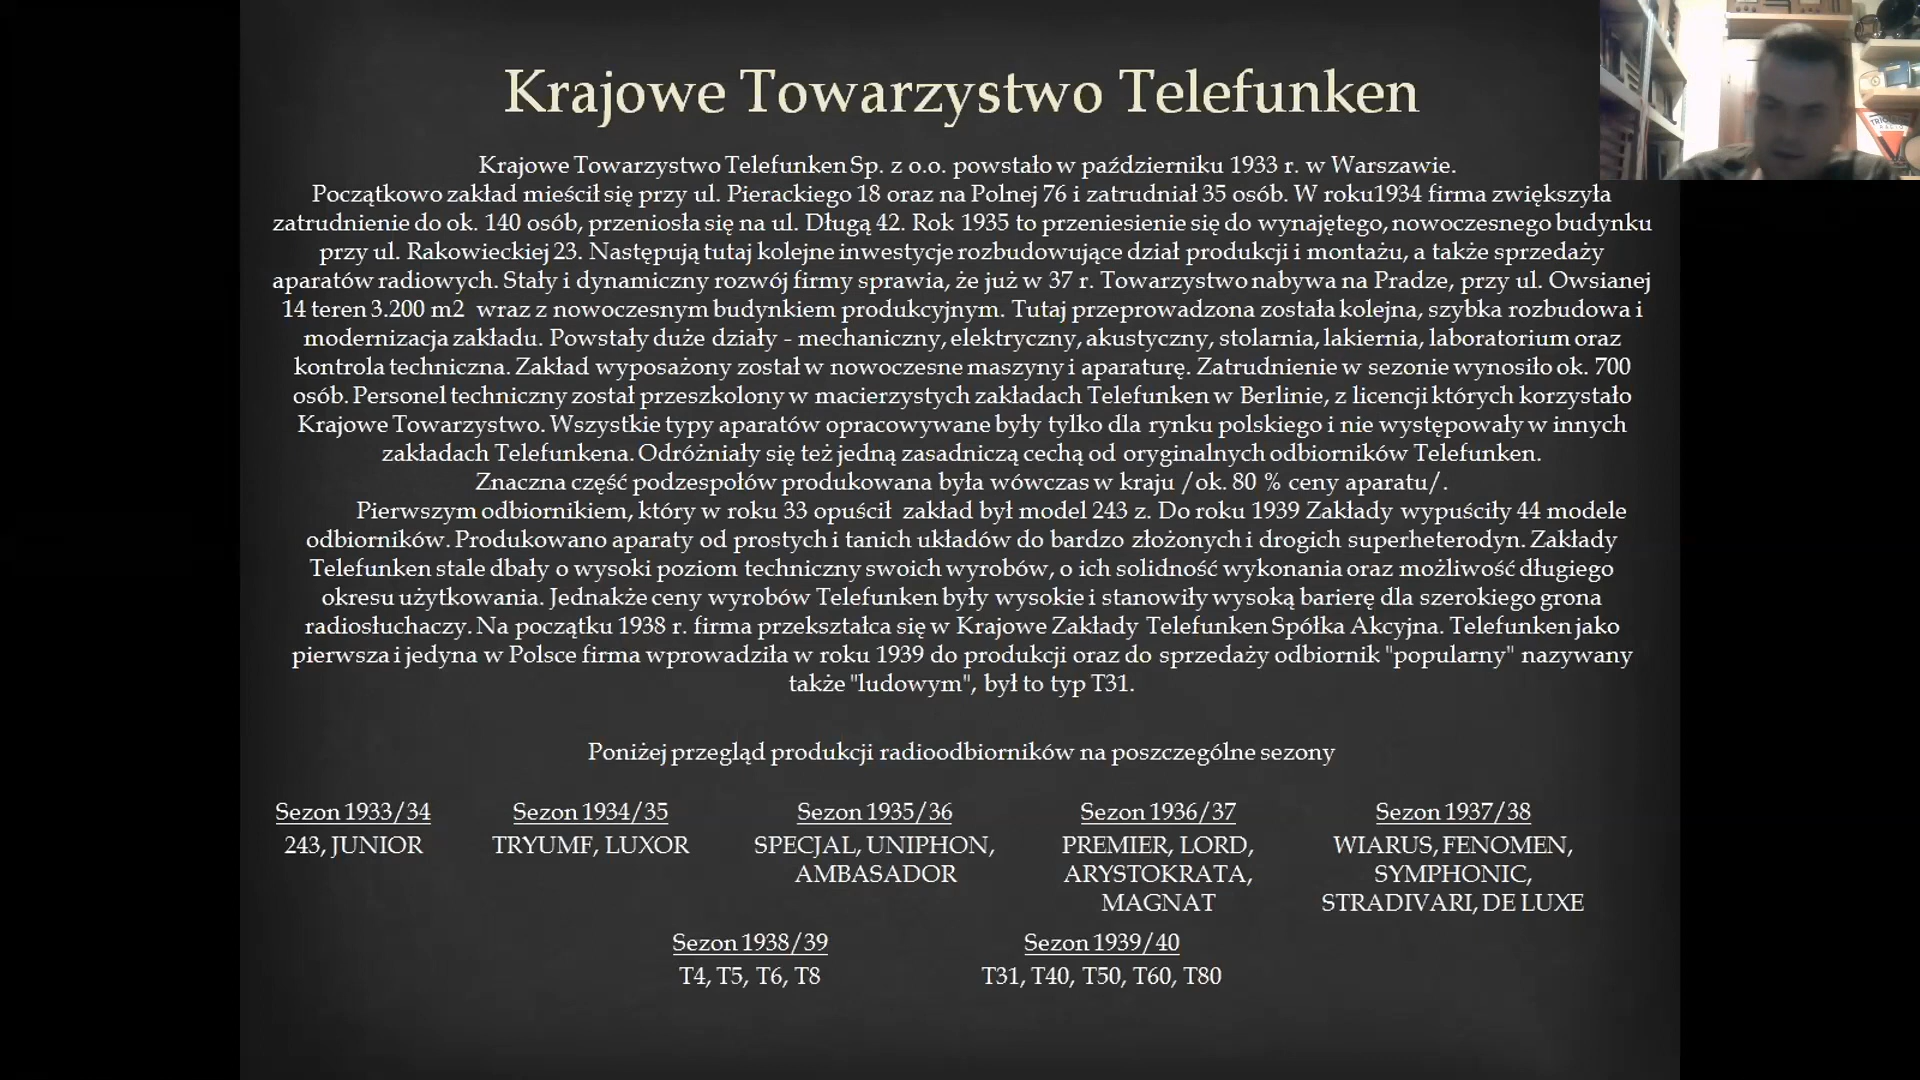 Krajowe Towarzystwo Telefunken
Krajowe Towarzystwo Telefunken Sp. z o.o. powstało w październiku 1933 r. w Warszawie.
Początkowo zakład mieścił się przy ul. Pierackiego 18 oraz na Polnej 76 i zatrudniał 35 osób. W roku1934 firma zwiększyła
zatrudnienie do ok. 140 osób, przeniosła się na ul. Długą 42. Rok 1935 to przeniesienie się do wynajętego, nowoczesnego budynku
przy ul. Rakowieckiej 23. Następują tutaj kolejne inwestycje rozbudowujące dział produkcji i montażu, a także sprzedaży
aparatów radiowych. Stały i dynamiczny rozwój firmy sprawia, że już w 37 r. Towarzystwo nabywa na Pradze, przy ul. Owsianej
14 teren 3.200 m2 wraz z nowoczesnym budynkiem produkcyjnym. Tutaj przeprowadzona została kolejna, szybka rozbudowa i
modernizacja zakładu. Powstały duże działy - mechaniczny, elektryczny, akustyczny, stolarnia, lakiernia, laboratorium oraz
kontrola techniczna. Zakład wyposażony został w nowoczesne maszyny i aparaturę. Zatrudnienie w sezonie wynosiło ok. 700
osób. Personel techniczny został przeszkolony w macierzystych zakładach Telefunken w Berlinie, z licencji których korzystało
Krajowe Towarzystwo. Wszystkie typy aparatów opracowywane były tylko dla rynku polskiego i nie występowały w innych
zakładach Telefunkena. Odróżniały się też jedną zasadniczą cechą od oryginalnych odbiorników Telefunken.
Znaczna część podzespołów produkowana była wówczas w kraju /ok. 80 % ceny aparatu/.
Pierwszym odbiornikiem, który w roku 33 opuścił zakład był model 243 z. Do roku 1939 Zakłady wypuściły 44 modele
odbiorników. Produkowano aparaty od prostych i tanich układów do bardzo złożonych i drogich superheterodyn. Zakłady
Telefunken stale dbały o wysoki poziom techniczny swoich wyrobów, o ich solidność wykonania oraz możliwość długiego
okresu użytkowania. Jednakże ceny wyrobów Telefunken były wysokie i stanowiły wysoką barierę dla szerokiego grona
radiosłuchaczy. Na początku 1938 r. firma przekształca się w Krajowe Zakłady Telefunken Spółka Akcyjna. Telefunken jako
pierwsza i jedyna w Polsce firma wprowadziła w roku 1939 do produkcji oraz do sprzedaży odbiornik "popularny" nazywany
także "ludowym", był to typ T31.
Poniżej przegląd produkcji radioodbiorników na poszczególne sezony
Sezon 1933/34
243, JUNIOR
Sezon 1934/35
TRYUMF, LUXOR
Sezon 1935/36
SPECJAL, UNIPHON,
AMBASADOR
Sezon 1936/37
PREMIER, LORD,
ARYSTOKRATA,
MAGNAT
Sezon 1937/38
WIARUS, FENOMEN,
SYMPHONIC,
STRADIVARI, DE LUXE
Sezon 1938/39
T4, T5, T6, T8
Sezon 1939/40
T31, T40, T50, T60, T80